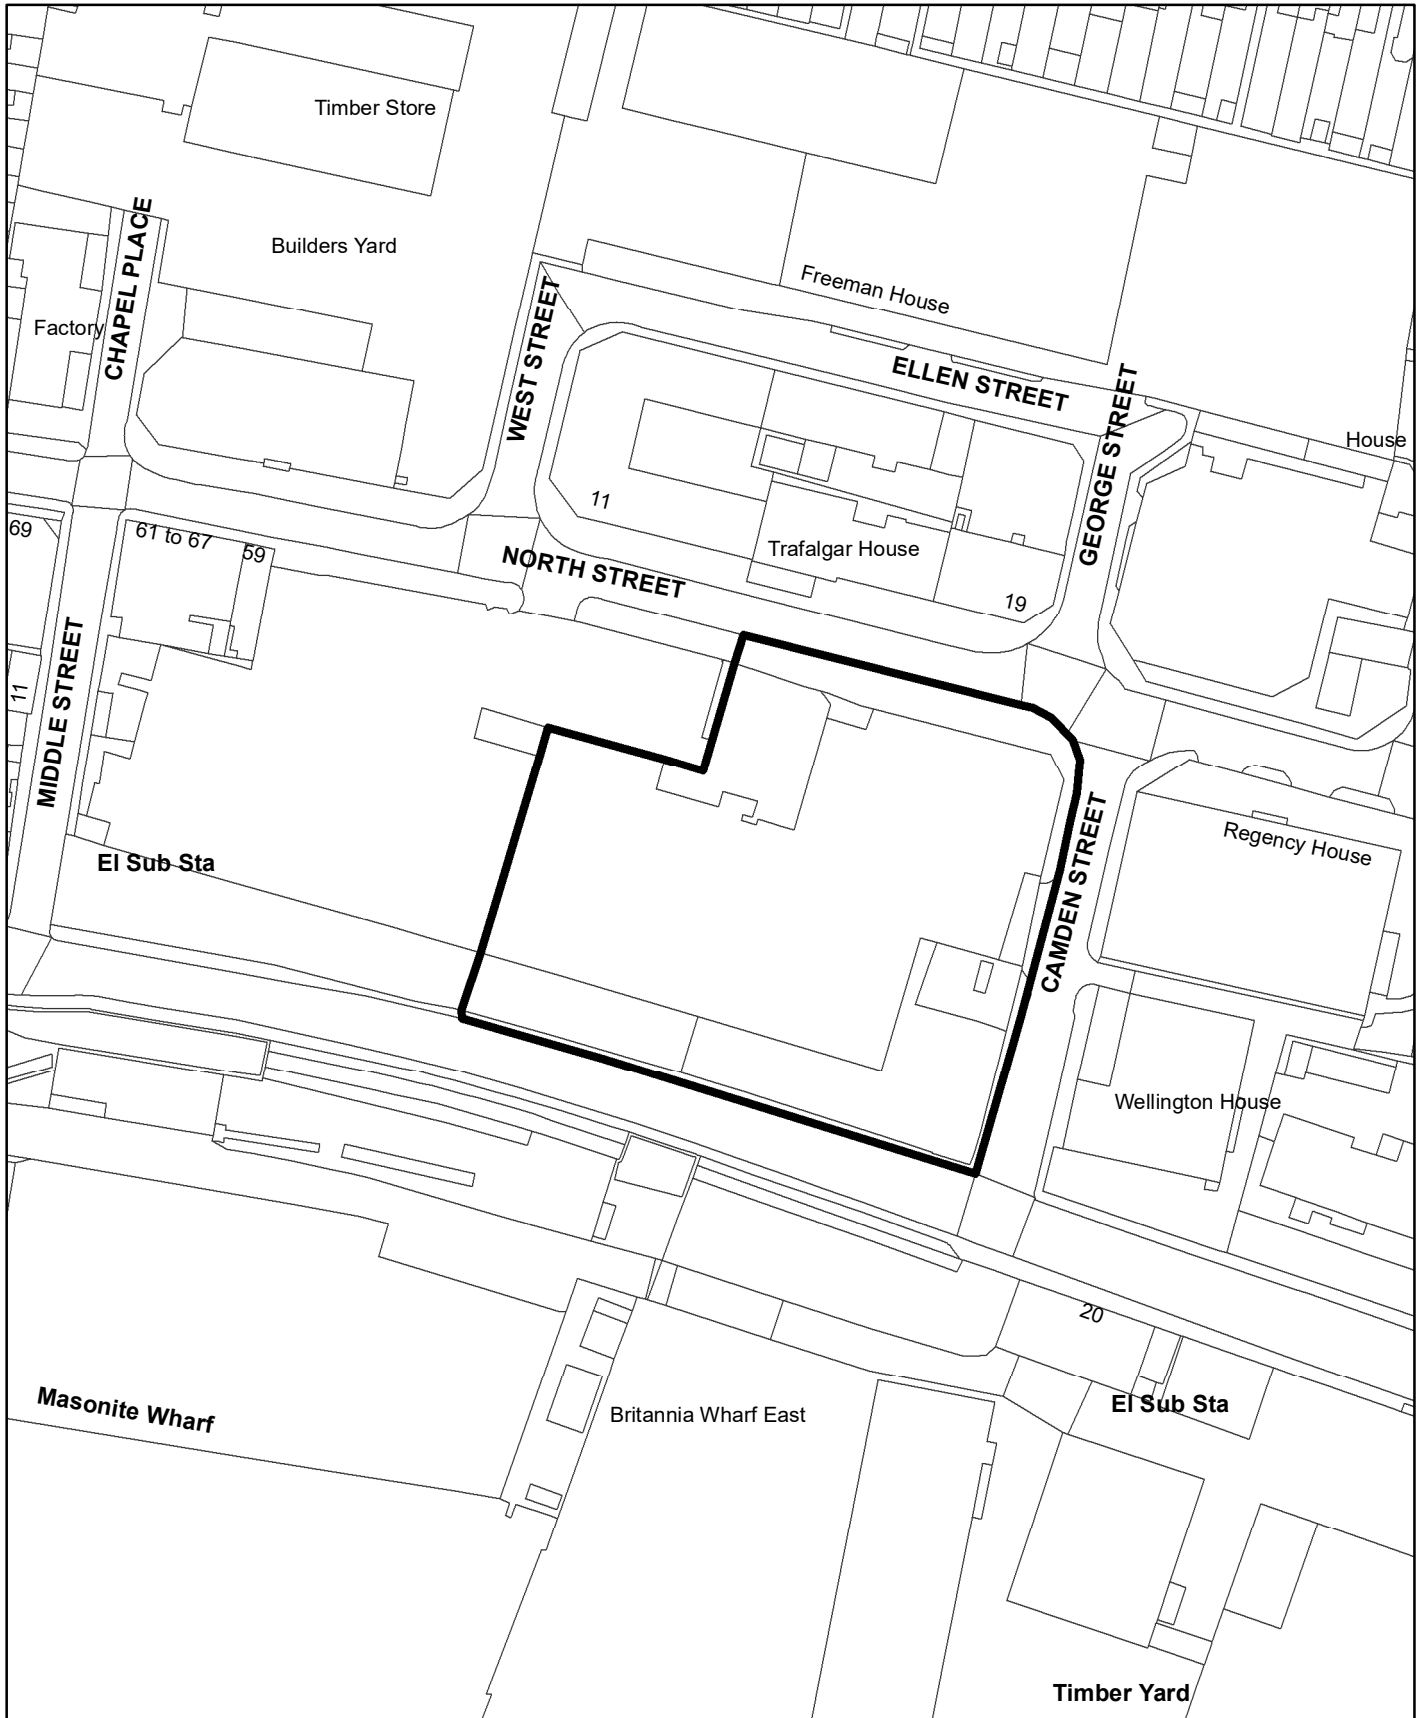 Timber Store
Builders Yard
CHAPEL PLACE
Factory
WEST STREET
Freeman House
ELLEN STREET
GEORGE STREET
House
11
Trafalgar House
19
NORTH STREET
69
61 to 67
59
MIDDLE STREET
11
El Sub Sta
CAMDEN STREET
Regency House
Wellington House
20
El Sub Sta
Masonite Wharf
Britannia Wharf East
Timber Yard